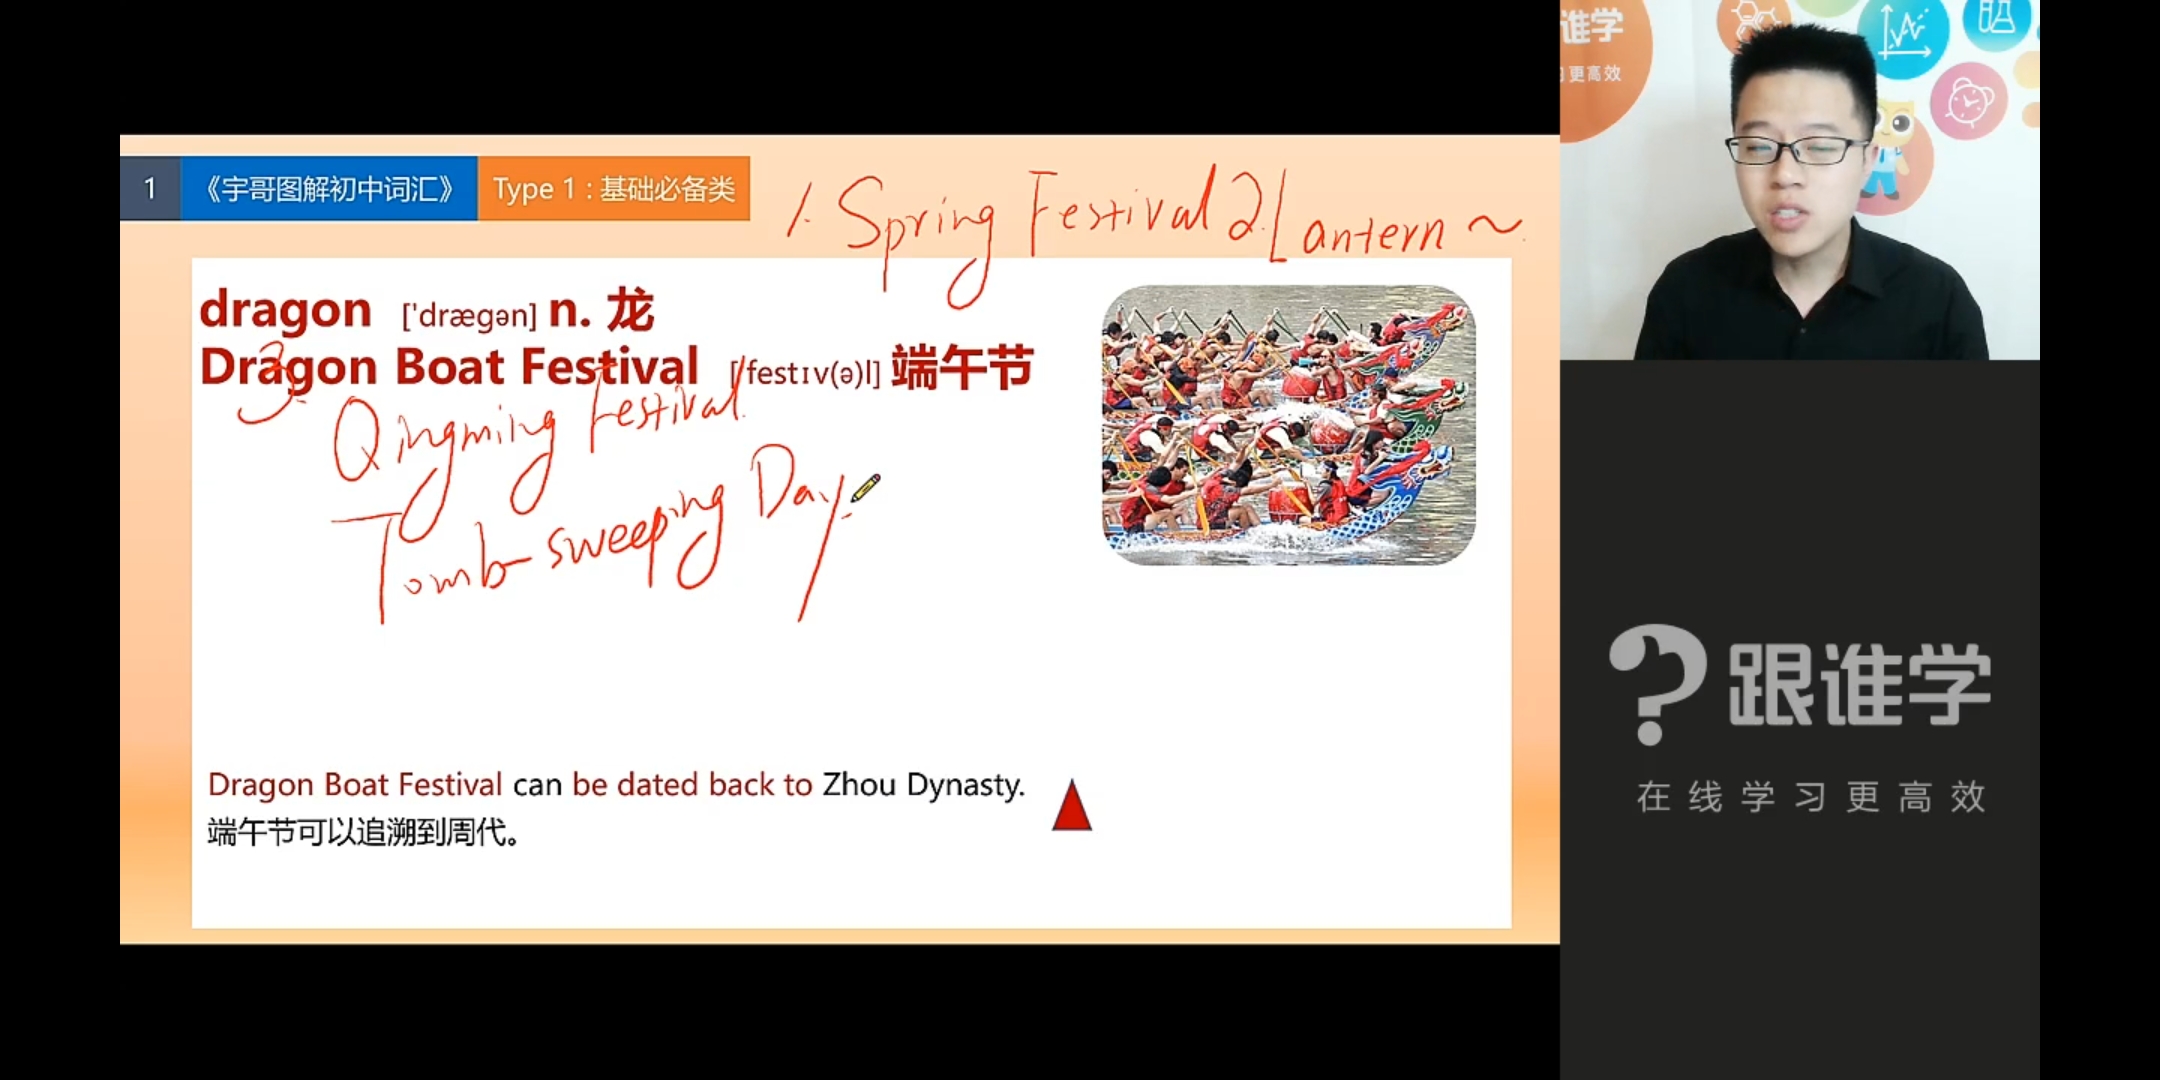 1 《宇哥图解初中词汇》 Type 1 : 基础必备类
1. Spring Festival 2. Lantern ~
dragon ['drægən] n. 龙
Dragon Boat Festival ['festɪv(ə)l] 端午节
3. Qingming Festival
Tomb-sweeping Day.
Dragon Boat Festival can be dated back to Zhou Dynasty.
端午节可以追溯到周代。
谁学
习更高效
跟谁学
在线学习更高效